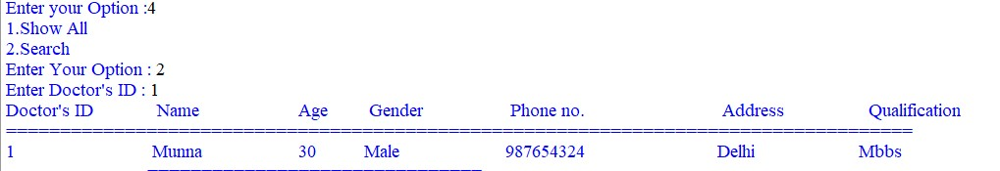 Enter your Option :4
1.Show All
2.Search
Enter Your Option : 2
Enter Doctor's ID : 1
Doctor's ID Name Age Gender Phone no. Address Qualification
====================================================================================
1 Munna 30 Male 987654324 Delhi Mbbs
===============================